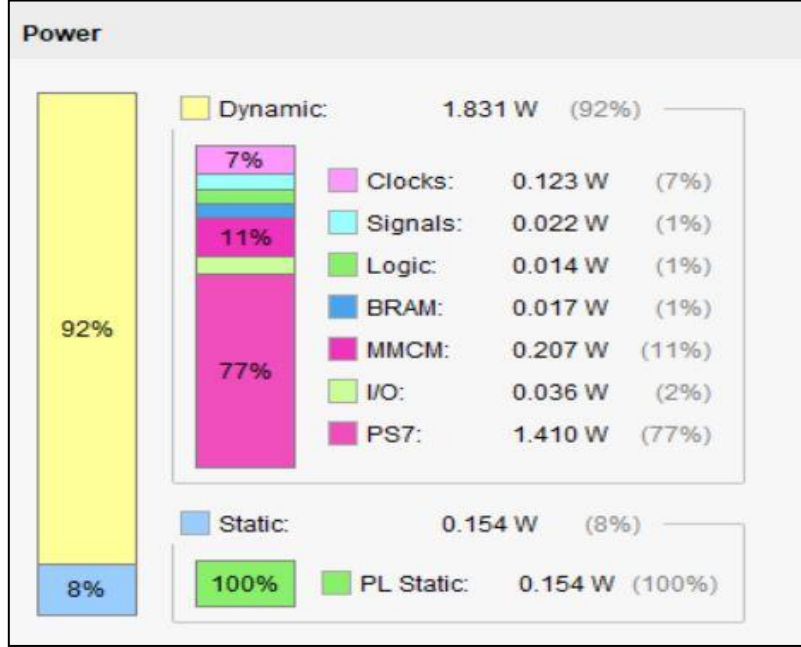 Power
Dynamic: 1.831 W (92%)
7%
Clocks: 0.123 W (7%)
Signals: 0.022 W (1%)
11%
Logic: 0.014 W (1%)
BRAM: 0.017 W (1%)
92%
MMCM: 0.207 W (11%)
77%
I/O: 0.036 W (2%)
PS7: 1.410 W (77%)
Static: 0.154 W (8%)
8%
100%
PL Static: 0.154 W (100%)